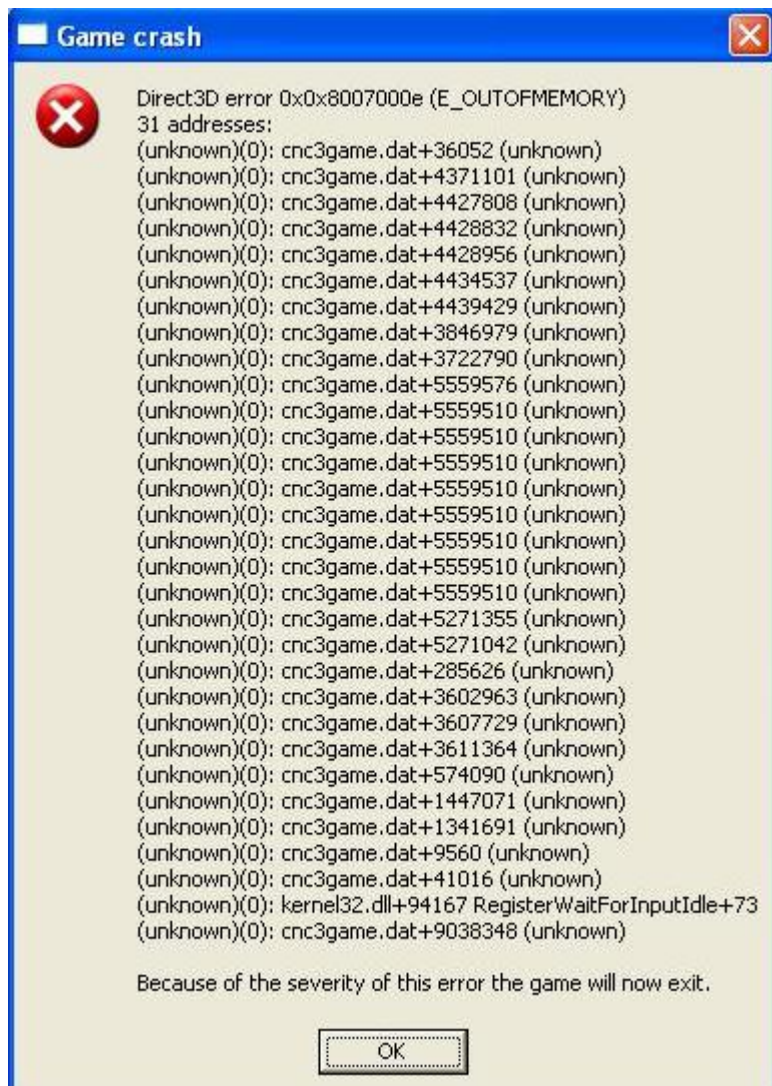 Game crash
Direct3D error 0x0x8007000e (E_OUTOFMEMORY)
31 addresses:
(unknown)(0): cnc3game.dat+36052 (unknown)
(unknown)(0): cnc3game.dat+4371101 (unknown)
(unknown)(0): cnc3game.dat+4427808 (unknown)
(unknown)(0): cnc3game.dat+4428832 (unknown)
(unknown)(0): cnc3game.dat+4428956 (unknown)
(unknown)(0): cnc3game.dat+4434537 (unknown)
(unknown)(0): cnc3game.dat+4439429 (unknown)
(unknown)(0): cnc3game.dat+3846979 (unknown)
(unknown)(0): cnc3game.dat+3722790 (unknown)
(unknown)(0): cnc3game.dat+5559576 (unknown)
(unknown)(0): cnc3game.dat+5559510 (unknown)
(unknown)(0): cnc3game.dat+5559510 (unknown)
(unknown)(0): cnc3game.dat+5559510 (unknown)
(unknown)(0): cnc3game.dat+5559510 (unknown)
(unknown)(0): cnc3game.dat+5559510 (unknown)
(unknown)(0): cnc3game.dat+5559510 (unknown)
(unknown)(0): cnc3game.dat+5559510 (unknown)
(unknown)(0): cnc3game.dat+5559510 (unknown)
(unknown)(0): cnc3game.dat+5271355 (unknown)
(unknown)(0): cnc3game.dat+5271042 (unknown)
(unknown)(0): cnc3game.dat+285626 (unknown)
(unknown)(0): cnc3game.dat+3602963 (unknown)
(unknown)(0): cnc3game.dat+3607729 (unknown)
(unknown)(0): cnc3game.dat+3611364 (unknown)
(unknown)(0): cnc3game.dat+574090 (unknown)
(unknown)(0): cnc3game.dat+1447071 (unknown)
(unknown)(0): cnc3game.dat+1341691 (unknown)
(unknown)(0): cnc3game.dat+9560 (unknown)
(unknown)(0): cnc3game.dat+41016 (unknown)
(unknown)(0): kernel32.dll+94167 RegisterWaitForInputIdle+73
(unknown)(0): cnc3game.dat+9038348 (unknown)
Because of the severity of this error the game will now exit.
OK